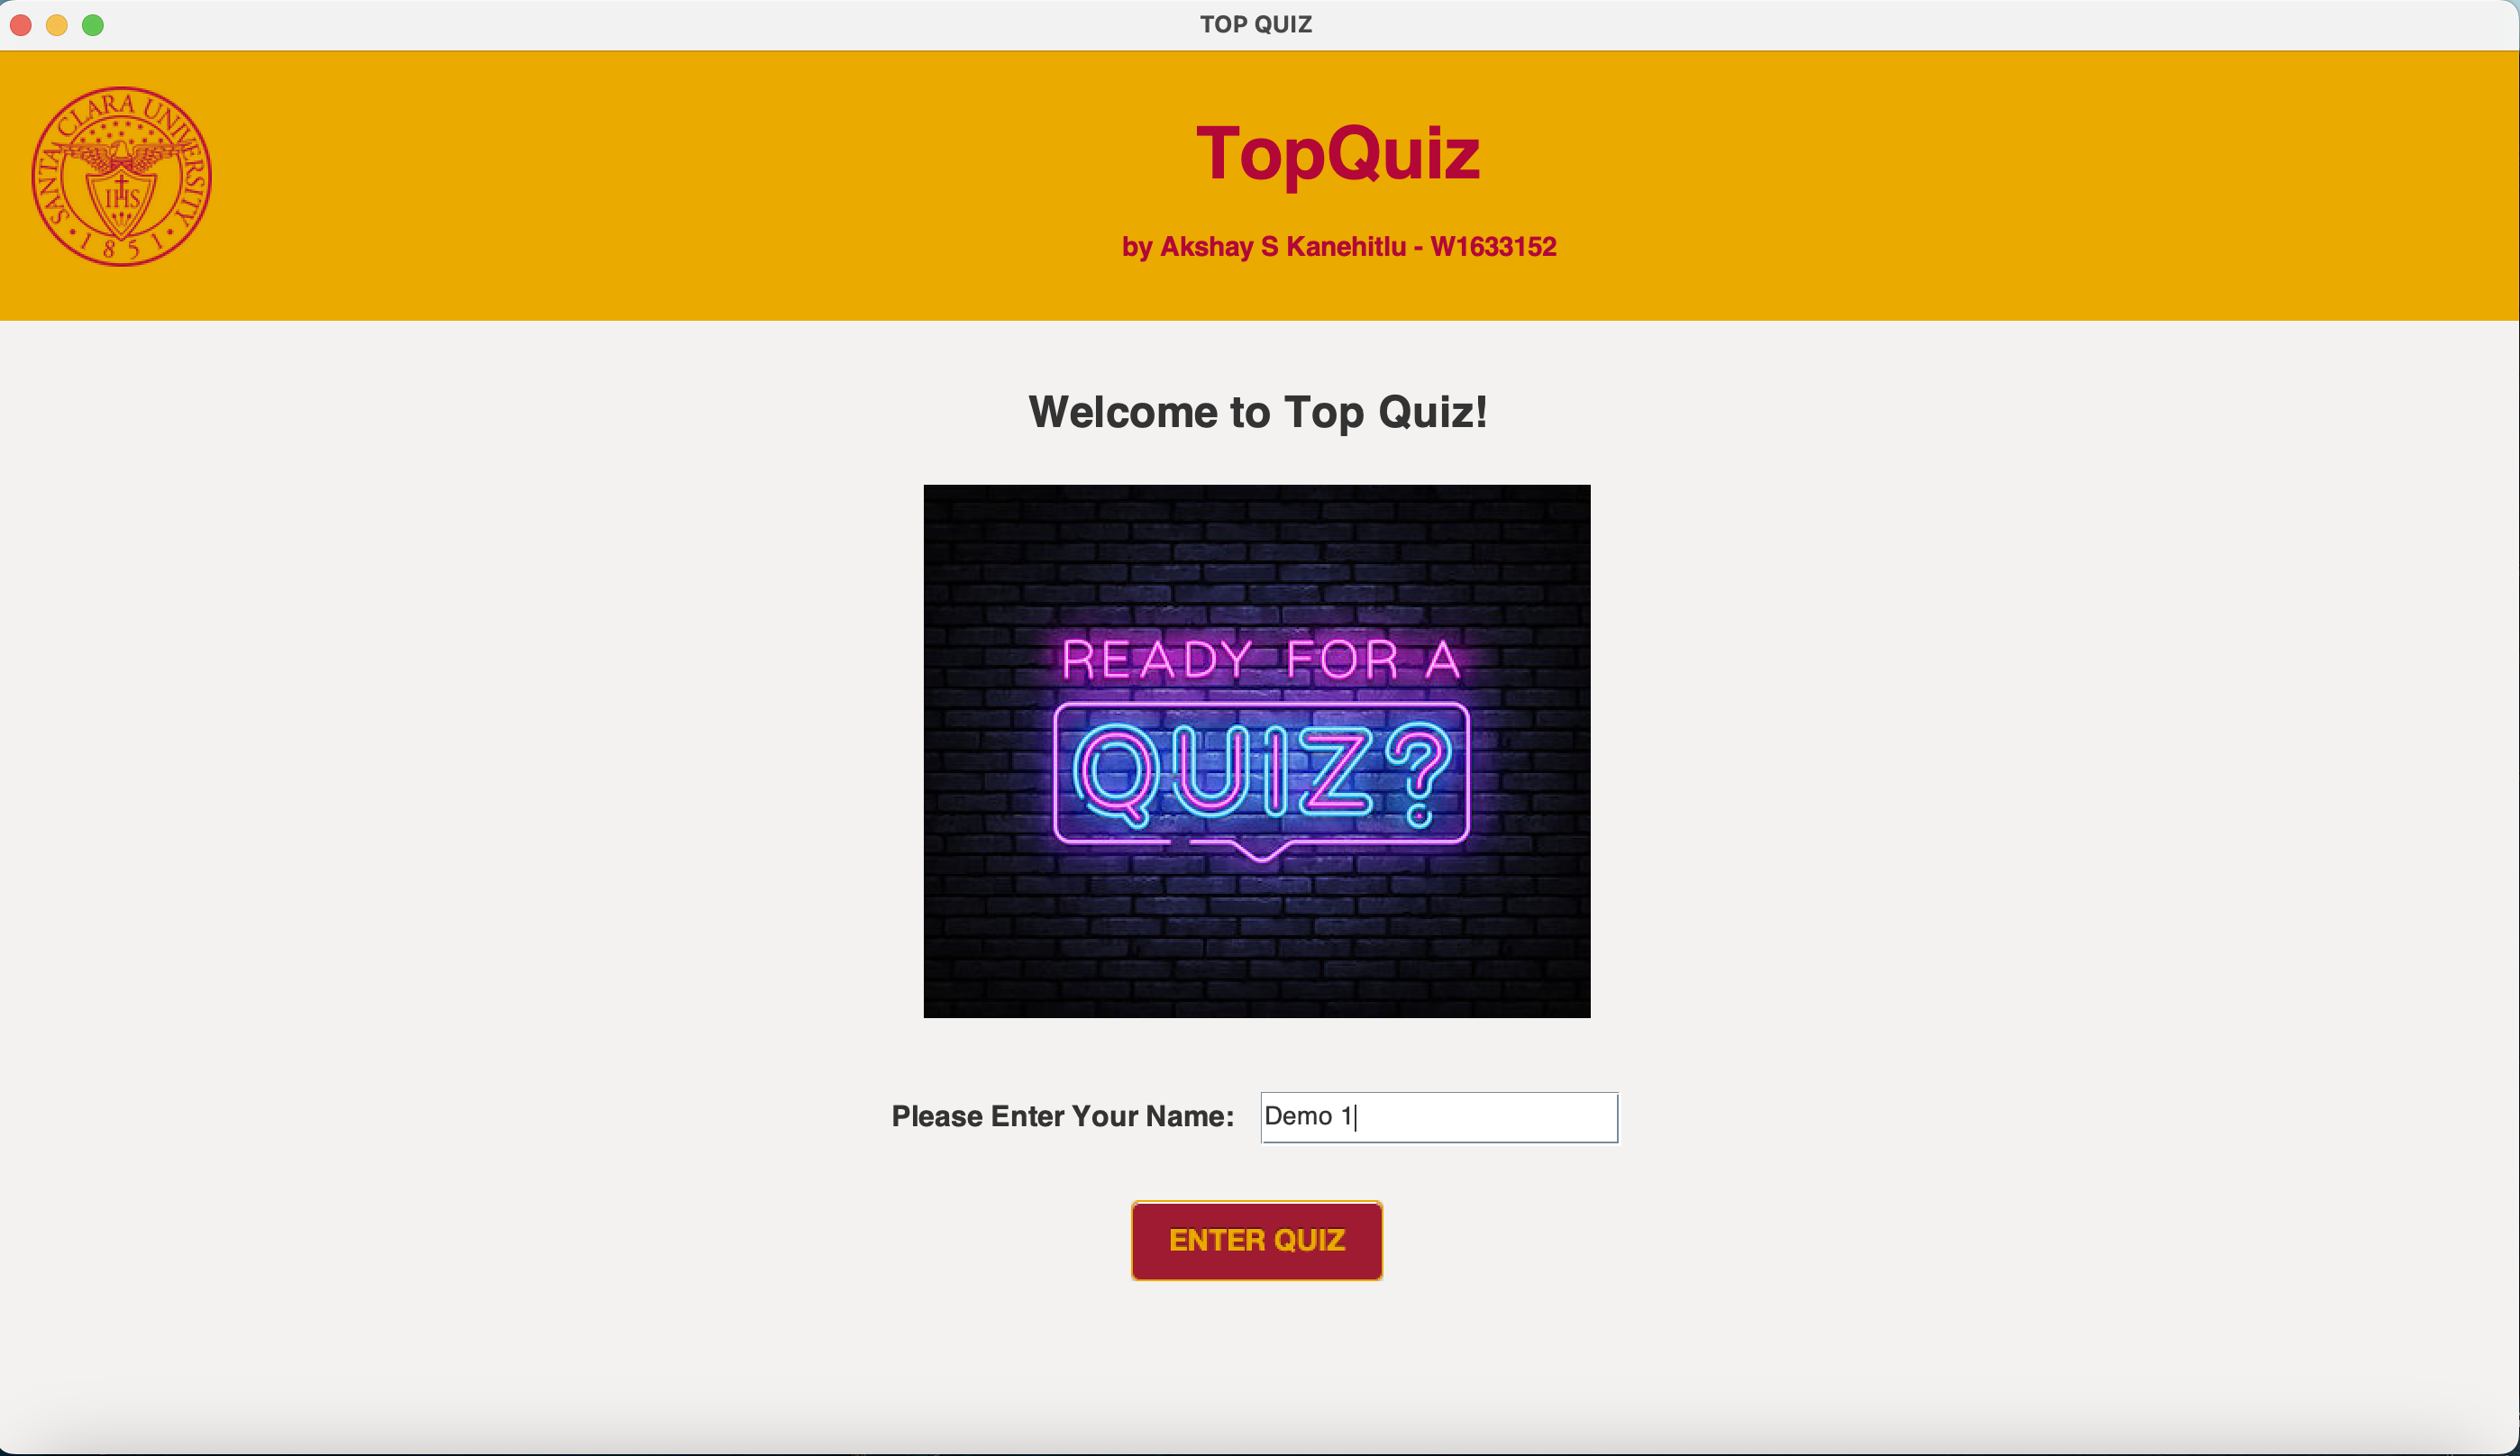 TOP QUIZ
SANTA CLARA UNIVERSITY
IHS
1851
TopQuiz
by Akshay S Kanehitlu - W1633152
Welcome to Top Quiz!
READY FOR A
QUIZ?
Please Enter Your Name: Demo 1
ENTER QUIZ